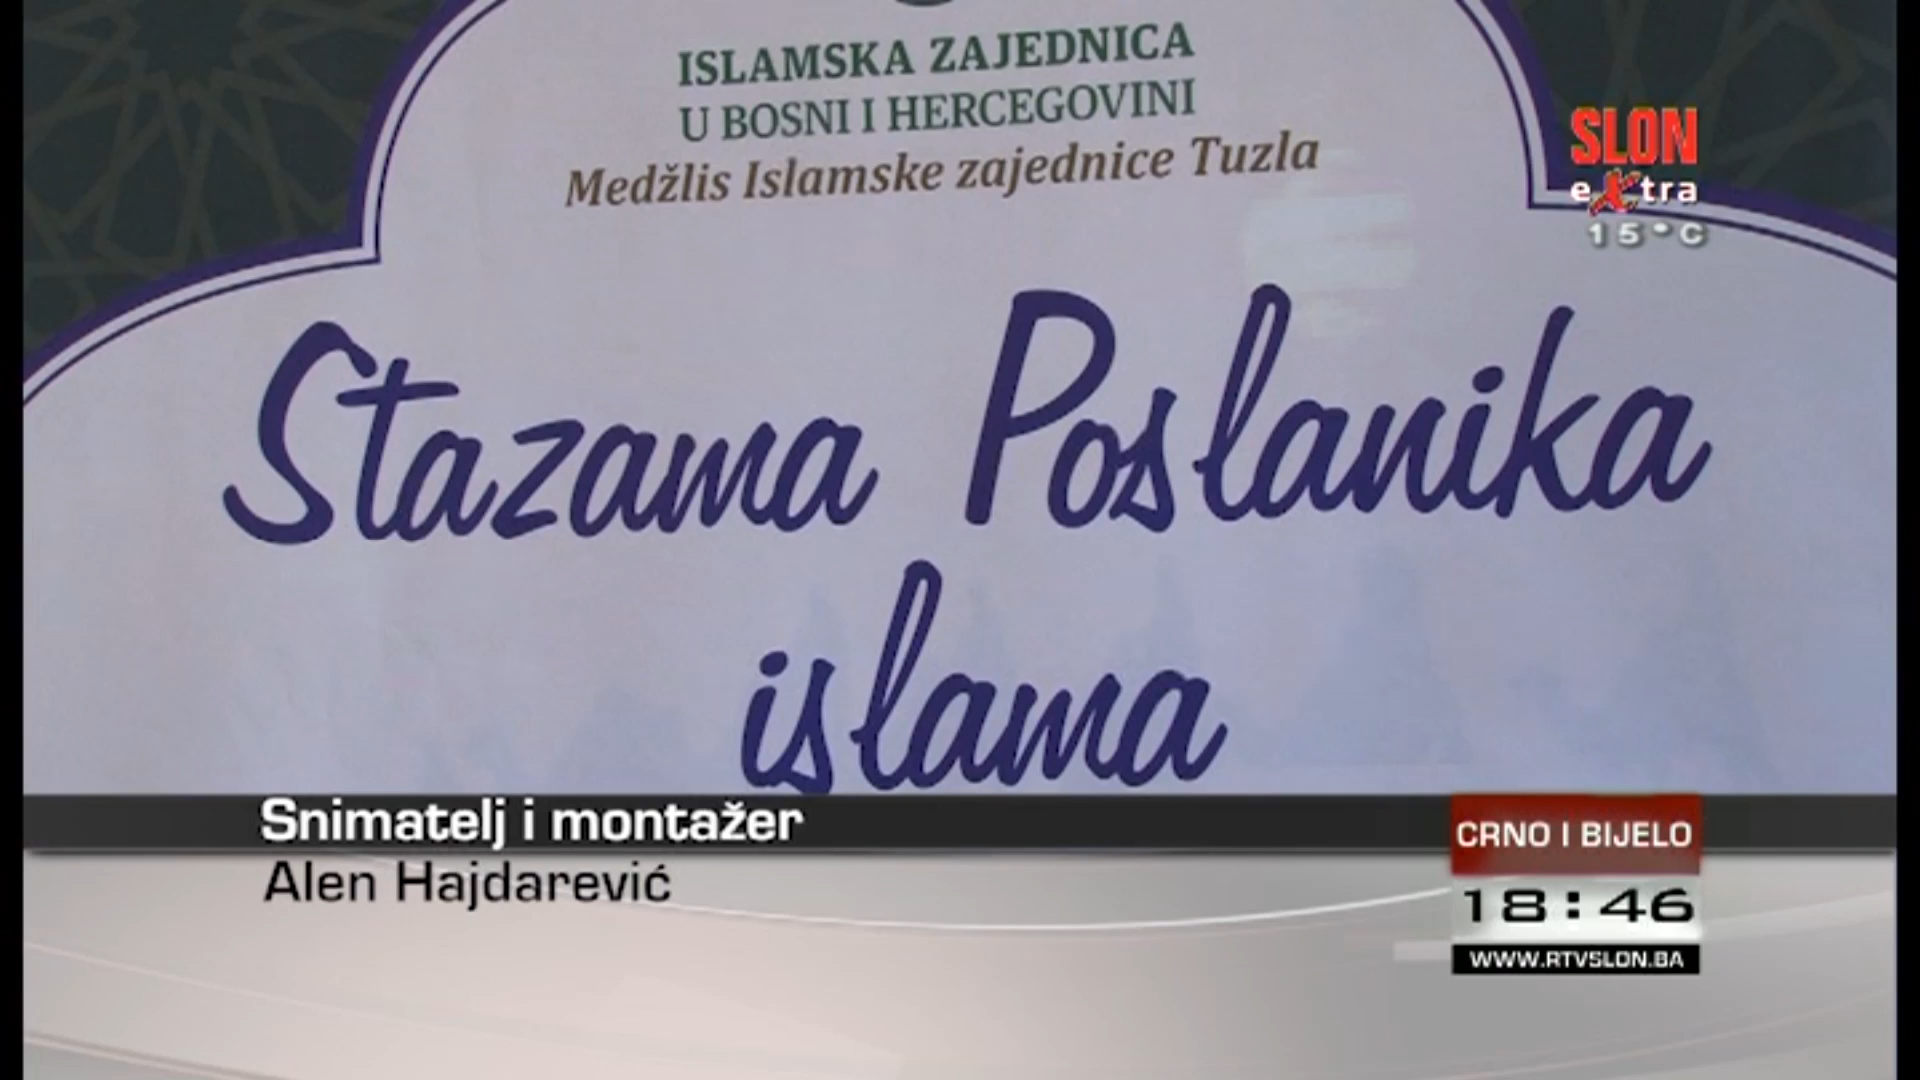 ISLAMSKA ZAJEDNICA
U BOSNI I HERCEGOVINI
Medžlis Islamske zajednice Tuzla
SLON
extra
15°C
Stazama Poslanika
islama
Snimatelj i montažer
Alen Hajdarević
CRNO I BIJELO
18:46
WWW.RTVSLON.BA